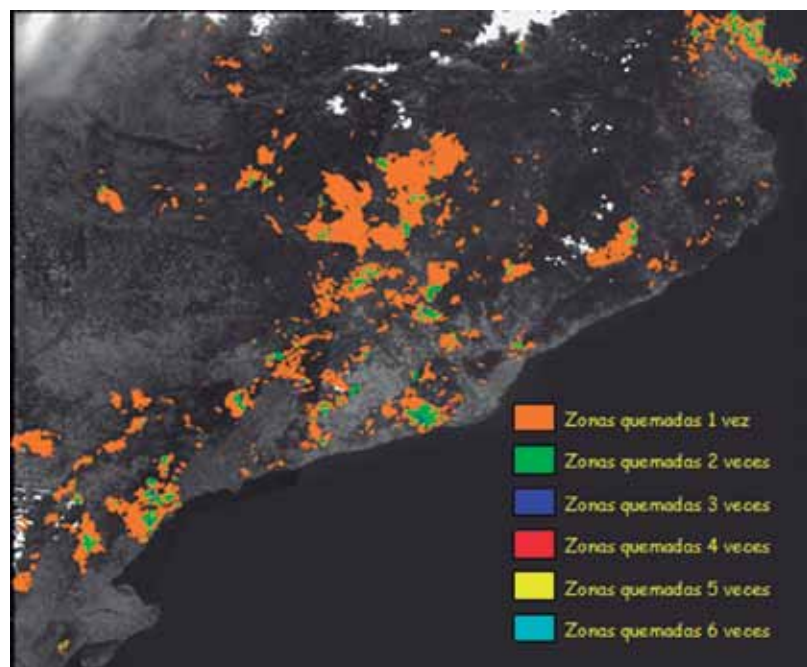 Zonas quemadas 1 vez
Zonas quemadas 2 veces
Zonas quemadas 3 veces
Zonas quemadas 4 veces
Zonas quemadas 5 veces
Zonas quemadas 6 veces